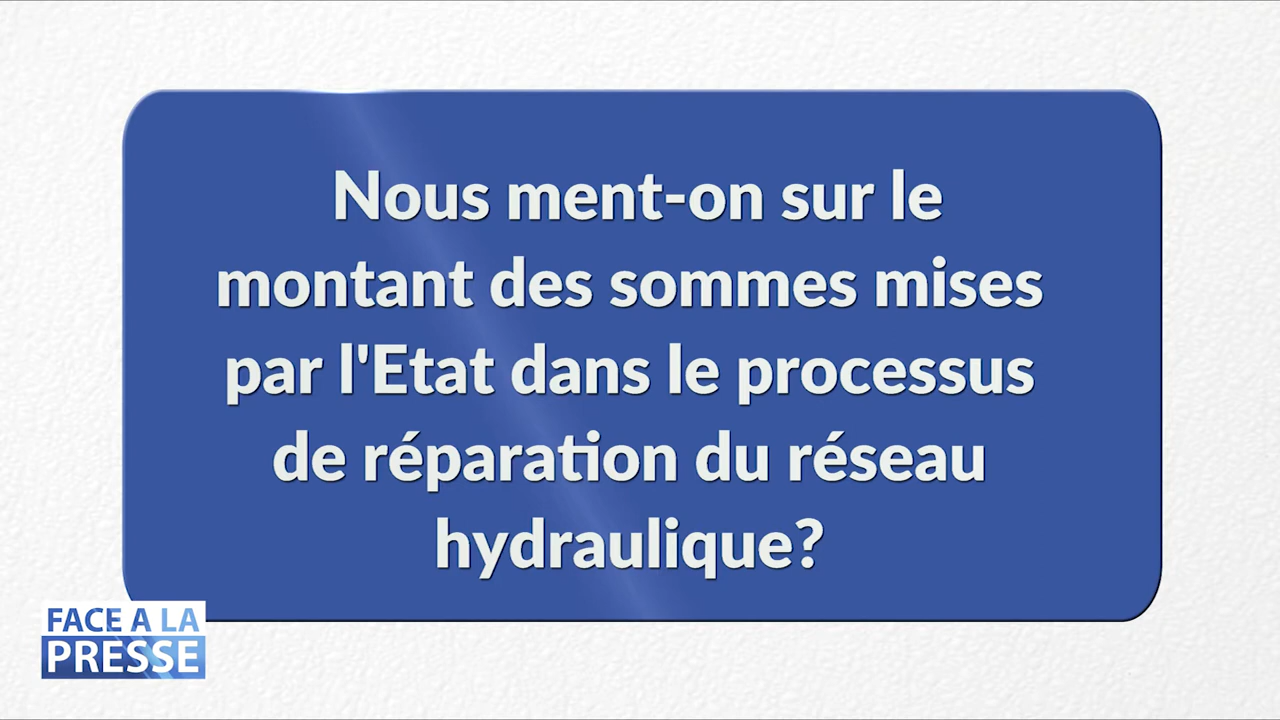 Nous ment-on sur le
montant des sommes mises
par l'Etat dans le processus
de réparation du réseau
hydraulique?
FACE A LA
PRESSE